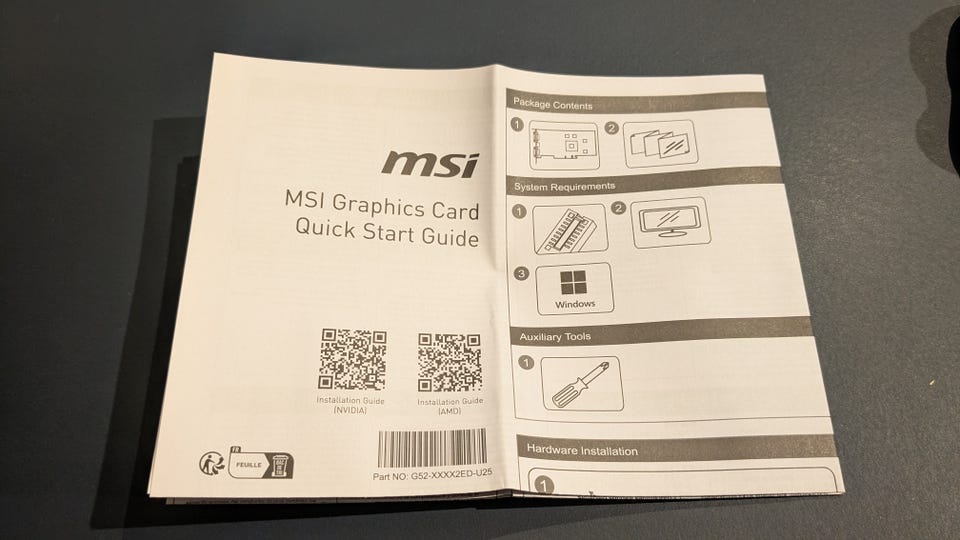 msi
MSI Graphics Card
Quick Start Guide
Installation Guide
(NVIDIA)
Installation Guide
(AMD)
FR
FEUILLE
Part NO: G52-XXXX2ED-U25
Package Contents
1
2
System Requirements
1
2
3
Windows
Auxiliary Tools
1
Hardware Installation
1